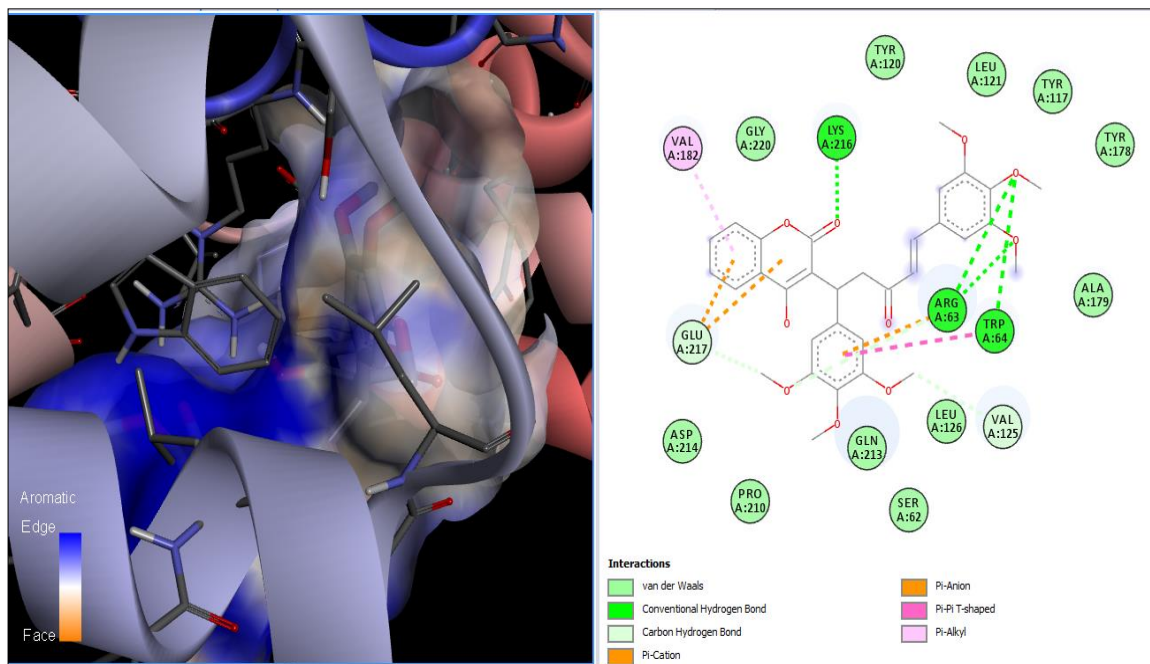 Aromatic
Edge
Face
TYR
A:120
LEU
A:121
TYR
A:117
TYR
A:178
LYS
A:216
GLY
A:220
VAL
A:182
O
O
O
O
O
O
ALA
A:179
ARG
A:63
TRP
A:64
GLU
A:217
OH
O
O
O
O
LEU
A:126
VAL
A:125
ASP
A:214
GLN
A:213
PRO
A:210
SER
A:62
Interactions
van der Waals
Conventional Hydrogen Bond
Carbon Hydrogen Bond
Pi-Cation
Pi-Anion
Pi-Pi T-shaped
Pi-Alkyl